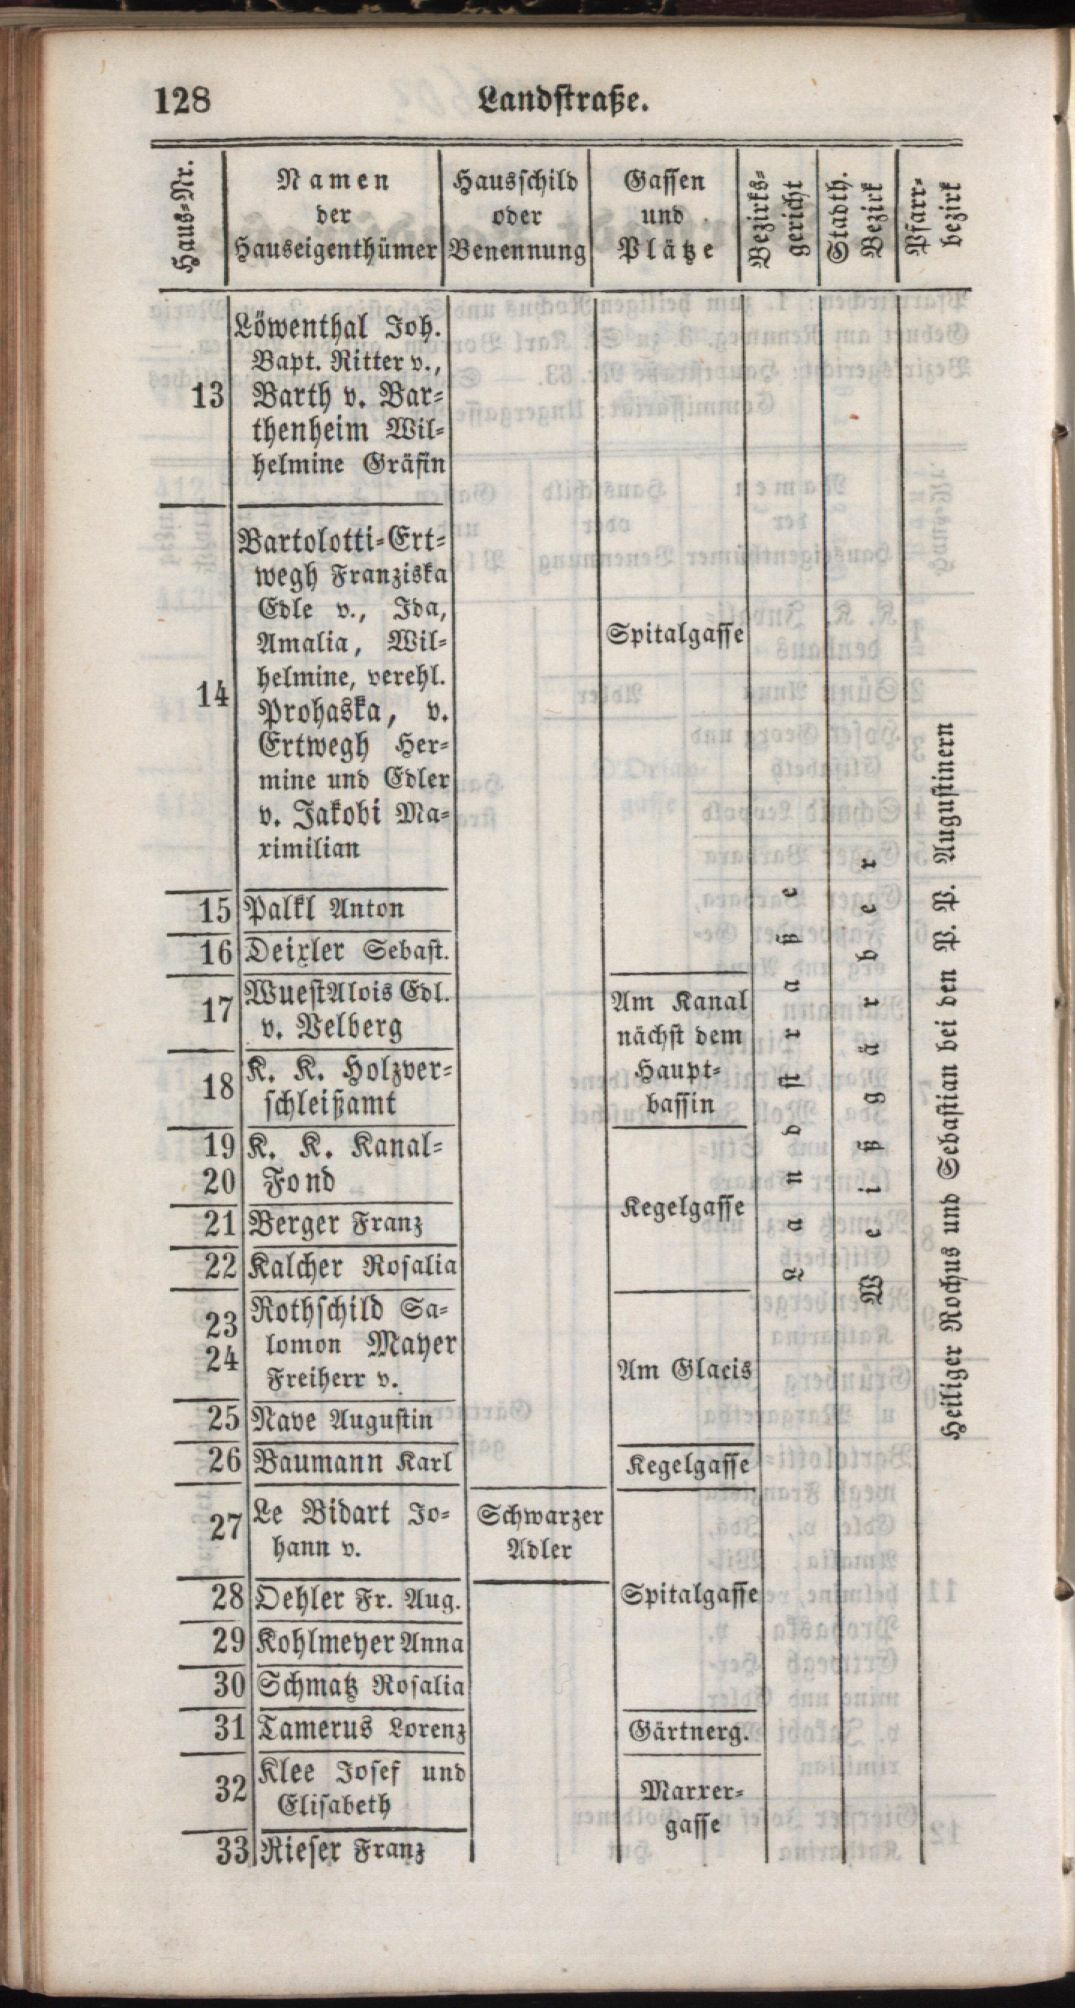 128
Landstraße.
Haus-Nr.
Namen
der
Hauseigenthümer
Hausschild
oder
Benennung
Gassen
und
Plätze
Bezirks-
gericht
Stadth.
Bezirk
Pfarr-
bezirk
13
Löwenthal Joh.
Bapt. Ritter v.,
Barth v. Bar-
thenheim Wil-
helmine Gräfin
14
Bartolotti-Ert-
wegh Franziska
Edle v., Ida,
Amalia, Wil-
helmine, verehl.
Prohaska, v.
Ertwegh Her-
mine und Edler
v. Jakobi Ma-
ximilian
Spitalgasse
15 Palkl Anton
16 Deixler Sebast.
17 Wuest Alois Edl.
v. Velberg
18 K. K. Holzver-
schleißamt
Am Kanal
nächst dem
Haupt-
bassin
19 K. K. Kanal-
20 Fond
21 Berger Franz
22 Kalcher Rosalia
Kegelgasse
23 Rothschild Sa-
24 lomon Mayer
Freiherr v.
25 Nave Augustin
Am Glacis
26 Baumann Karl
Kegelgasse
27 Le Bidart Jo-
hann v.
Schwarzer
Adler
28 Oehler Fr. Aug.
29 Kohlmeyer Anna
30 Schmatz Rosalia
Spitalgasse
31 Tamerus Lorenz
Gärtnerg.
32 Klee Josef und
Elisabeth
33 Rieser Franz
Marxer-
gasse
Landstraße
Weißgärber
Heiliger Rochus und Sebastian bei den P. P. Augustinern